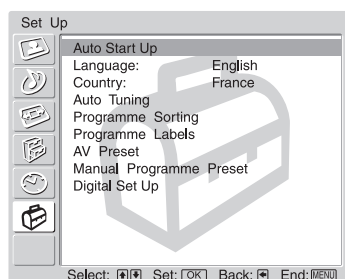 Set Up
Auto Start Up
Language: English
Country: France
Auto Tuning
Programme Sorting
Programme Labels
AV Preset
Manual Programme Preset
Digital Set Up
Select: Set: OK Back: End: MENU